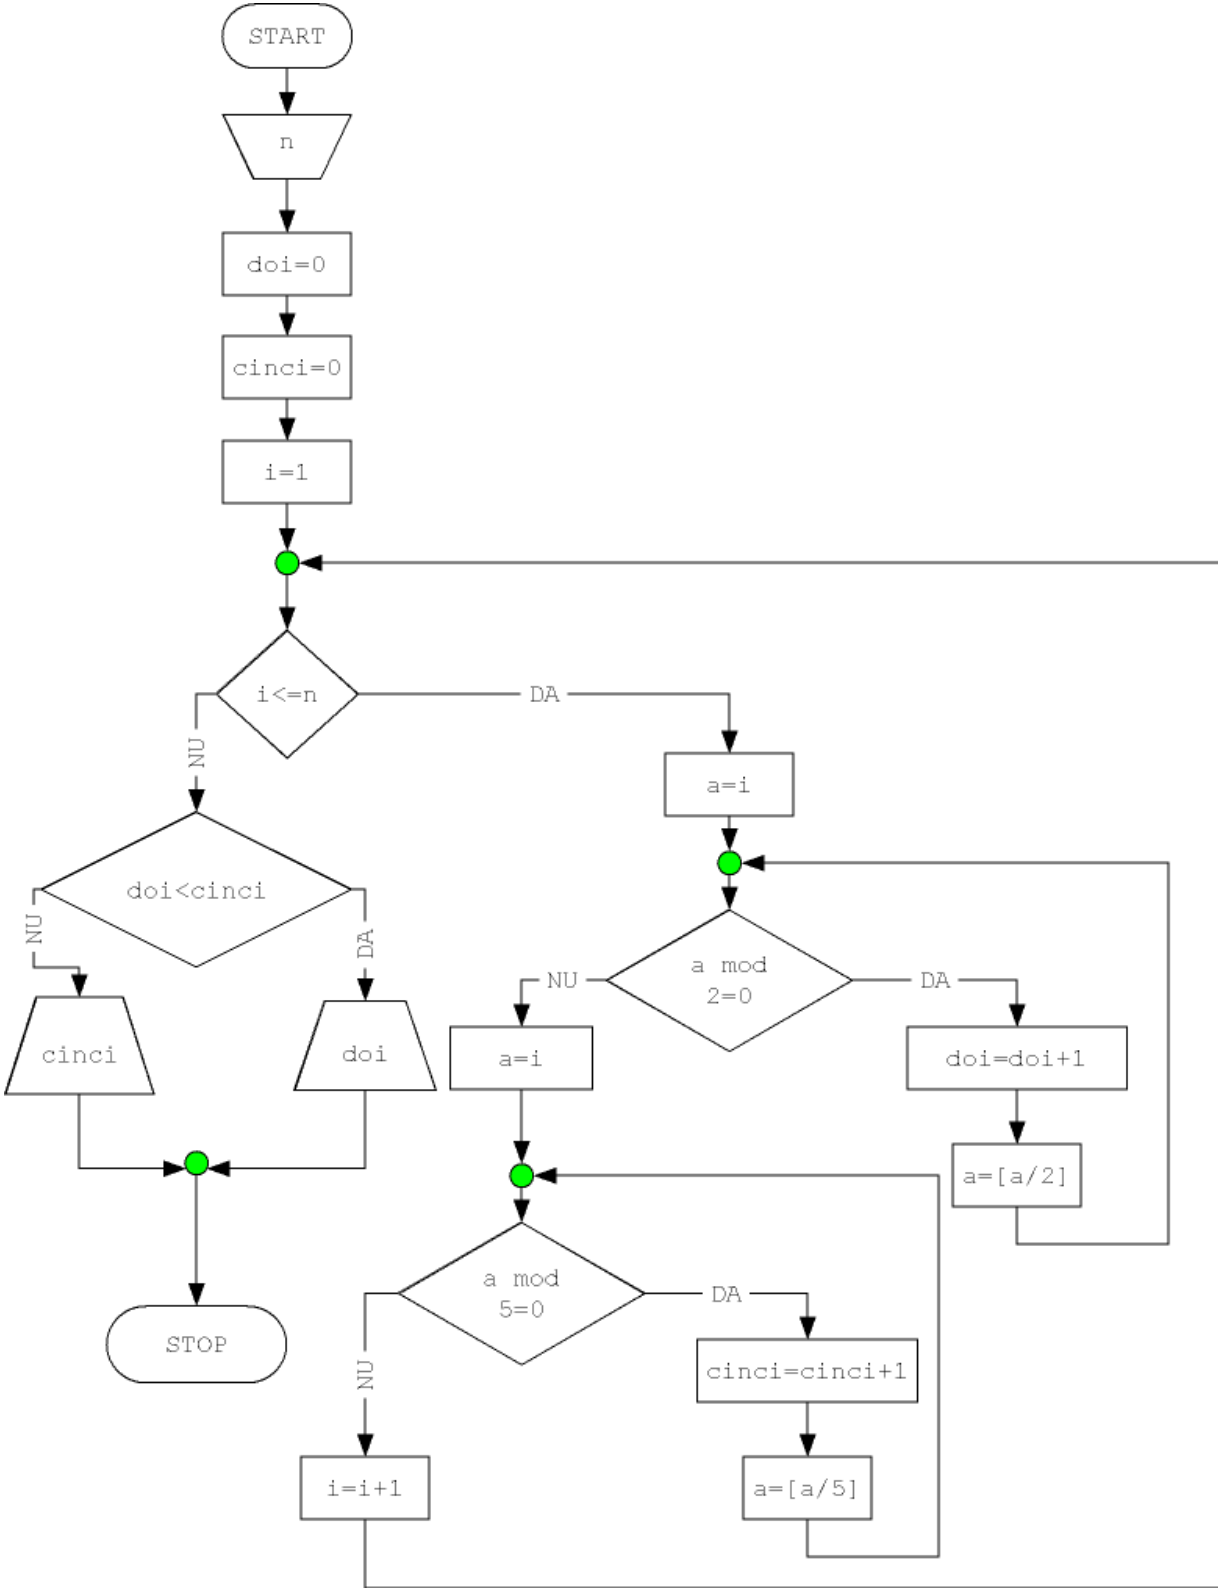 START
n
doi=0
cinci=0
i=1
i<=n
DA
NU
a=i
doi<cinci
NU
DA
a mod
2=0
NU
DA
cinci
doi
a=i
doi=doi+1
a=[a/2]
a mod
5=0
DA
NU
STOP
cinci=cinci+1
i=i+1
a=[a/5]